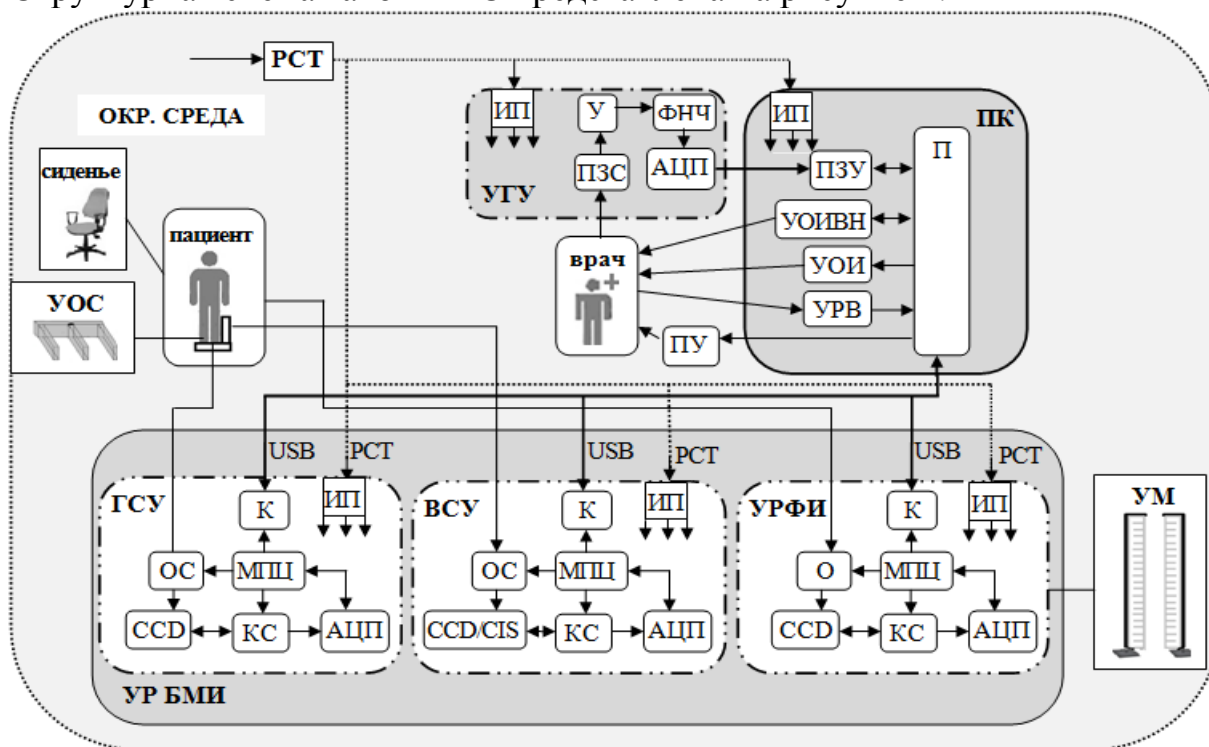 РСТ
ОКР. СРЕДА
сиденье
УОС
пациент
ИП
У
ФНЧ
ПЗС
АЦП
УГУ
врач
ИП
ПК
П
ПЗУ
УОИВН
УОИ
УРВ
ПУ
USB
РСТ
USB
РСТ
USB
РСТ
ГСУ
К
ИП
ОС
МПЦ
CCD
КС
АЦП
ВСУ
К
ИП
ОС
МПЦ
CCD/CIS
КС
АЦП
УРФИ
К
ИП
О
МПЦ
CCD
КС
АЦП
УР БМИ
УМ